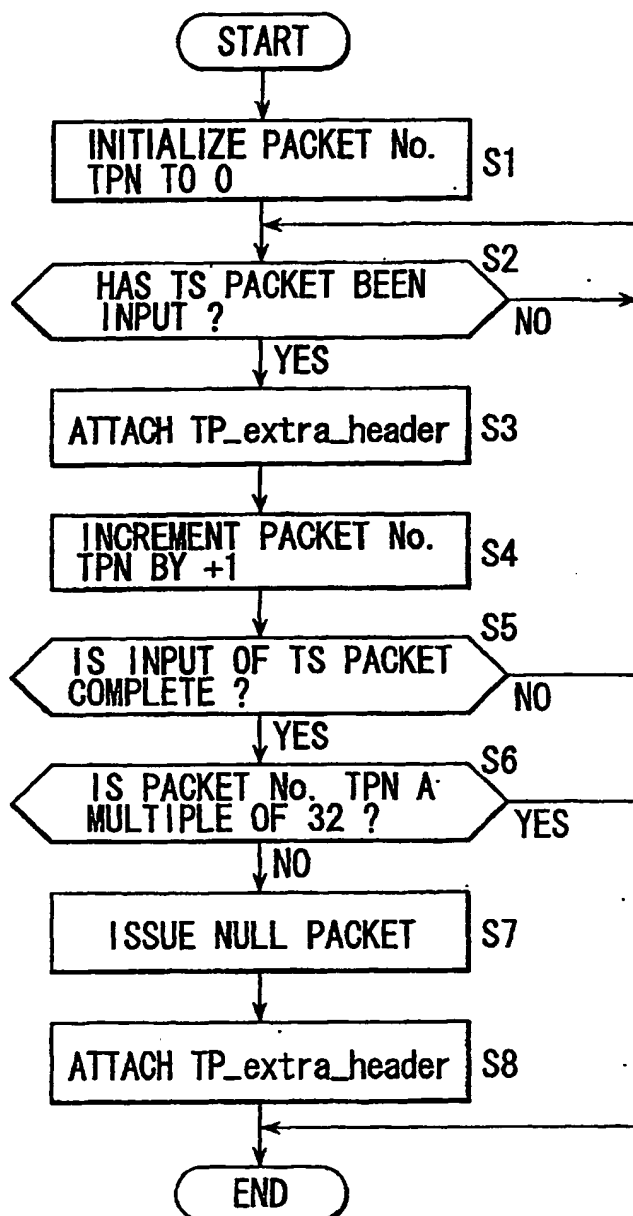 START
INITIALIZE PACKET No.
TPN TO 0
S1
S2
HAS TS PACKET BEEN
INPUT ?
NO
YES
ATTACH TP_extra_header
S3
INCREMENT PACKET No.
TPN BY +1
S4
S5
IS INPUT OF TS PACKET
COMPLETE ?
NO
YES
S6
IS PACKET No. TPN A
MULTIPLE OF 32 ?
YES
NO
ISSUE NULL PACKET
S7
ATTACH TP_extra_header
S8
END